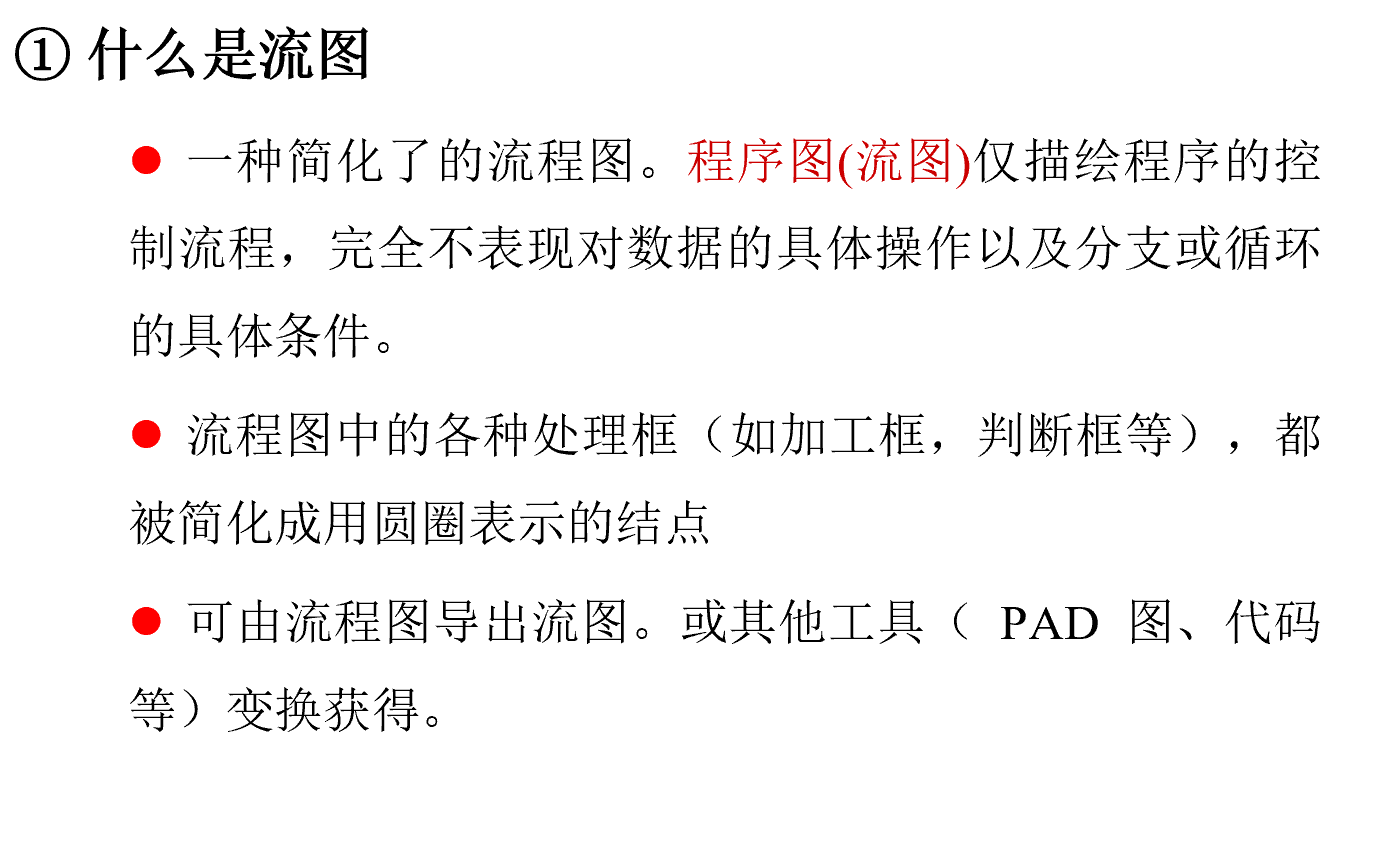 ① 什么是流图
● 一种简化了的流程图。程序图(流图)仅描绘程序的控
制流程，完全不表现对数据的具体操作以及分支或循环
的具体条件。
● 流程图中的各种处理框（如加工框，判断框等），都
被简化成用圆圈表示的结点
● 可由流程图导出流图。或其他工具（ PAD 图、代码
等）变换获得。